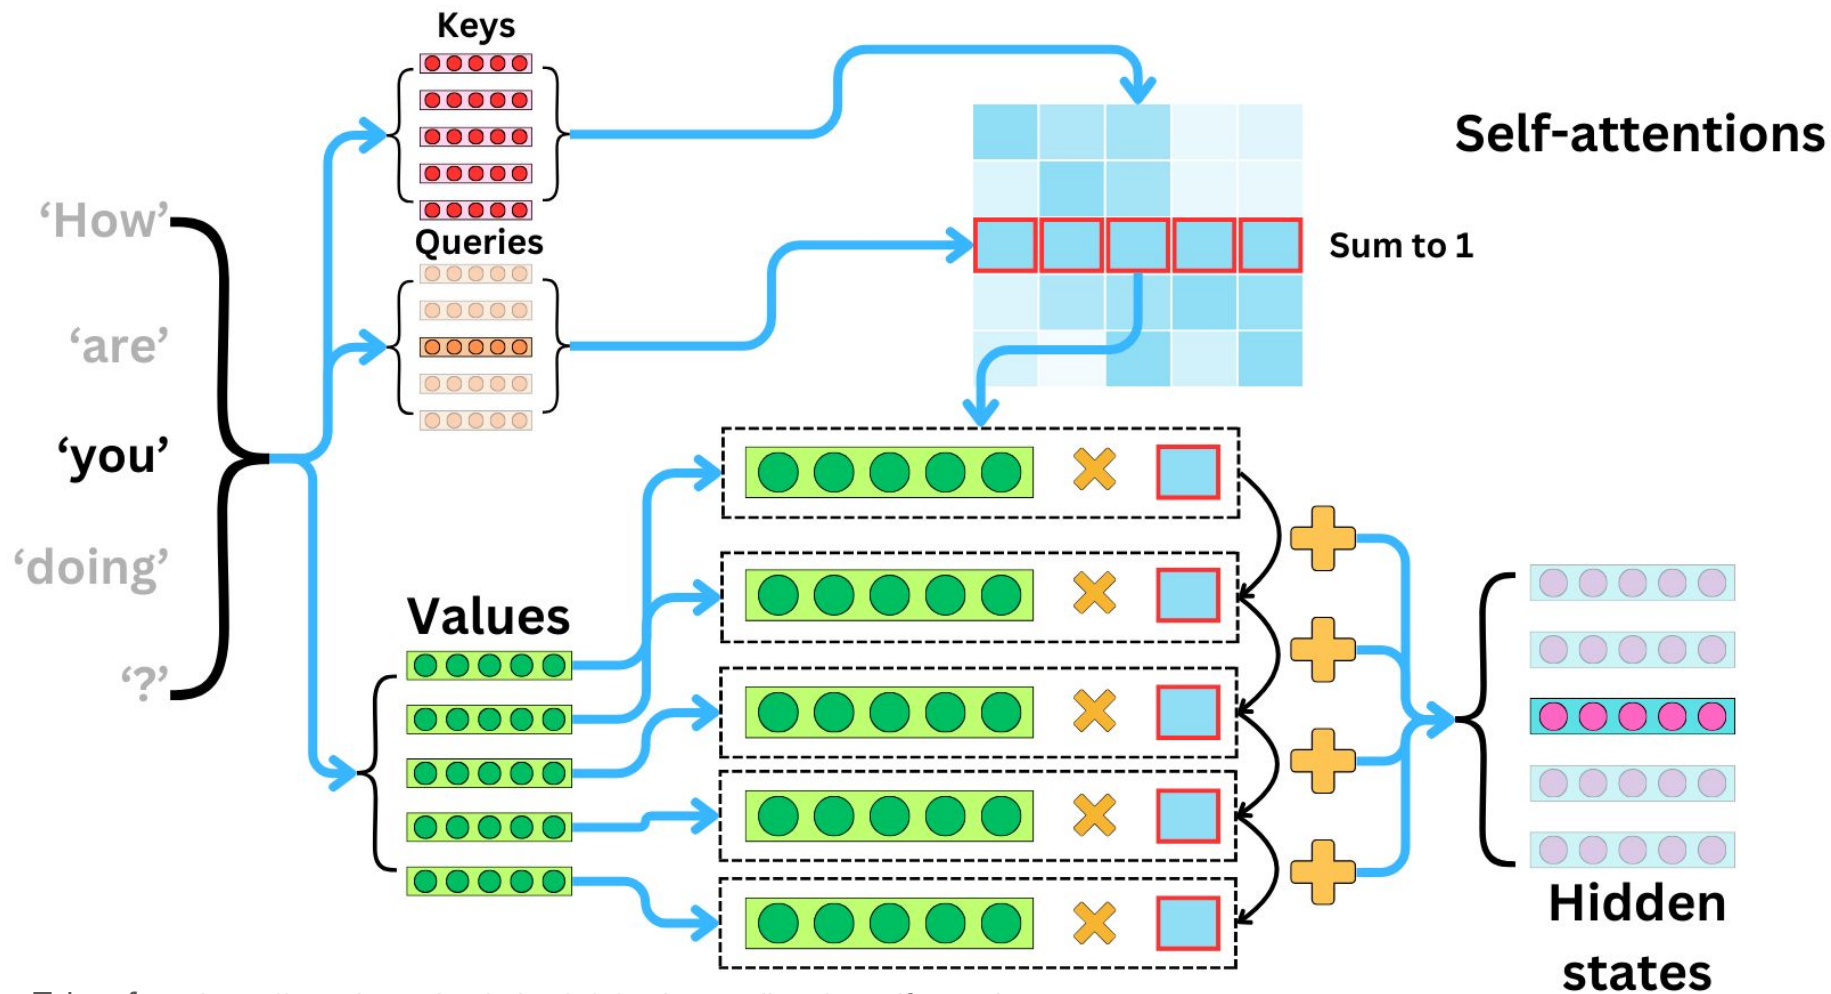 Keys
Queries
Self-attentions
Sum to 1
‘How’
‘are’
‘you’
‘doing’
‘?’
Values
Hidden
states